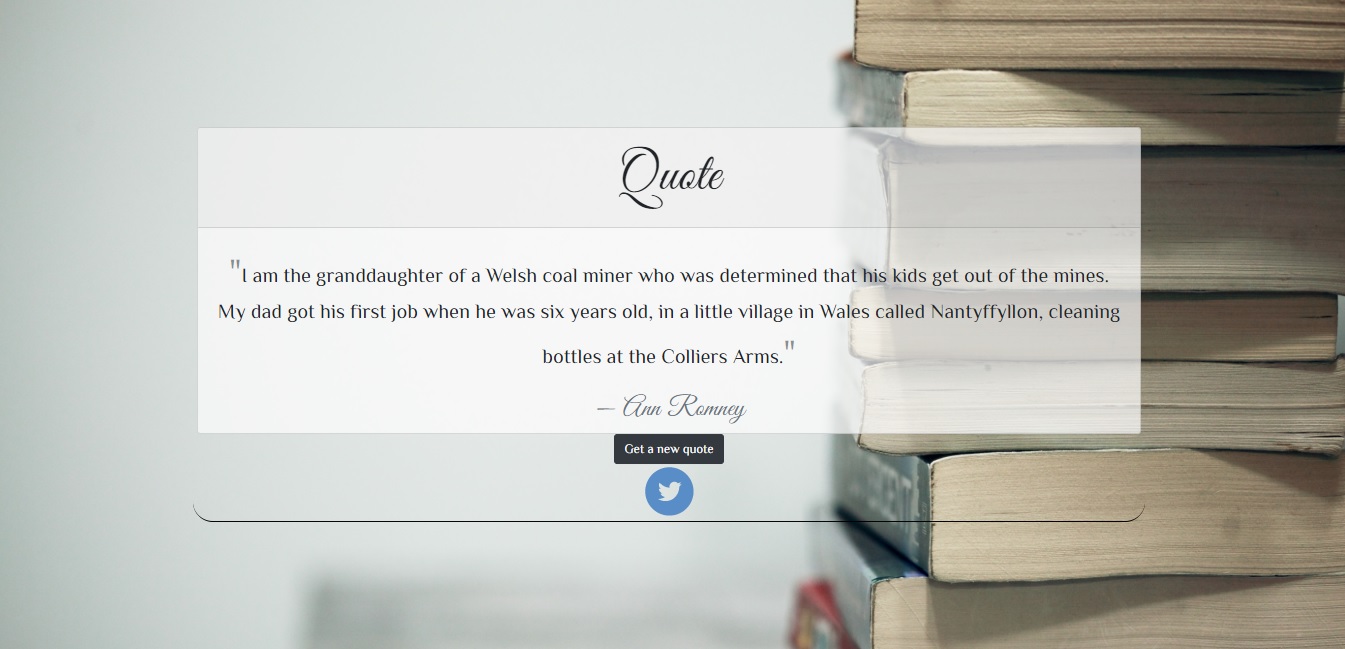 Quote
"I am the granddaughter of a Welsh coal miner who was determined that his kids get out of the mines.
My dad got his first job when he was six years old, in a little village in Wales called Nantyffyllon, cleaning
bottles at the Colliers Arms."
— Ann Romney
Get a new quote